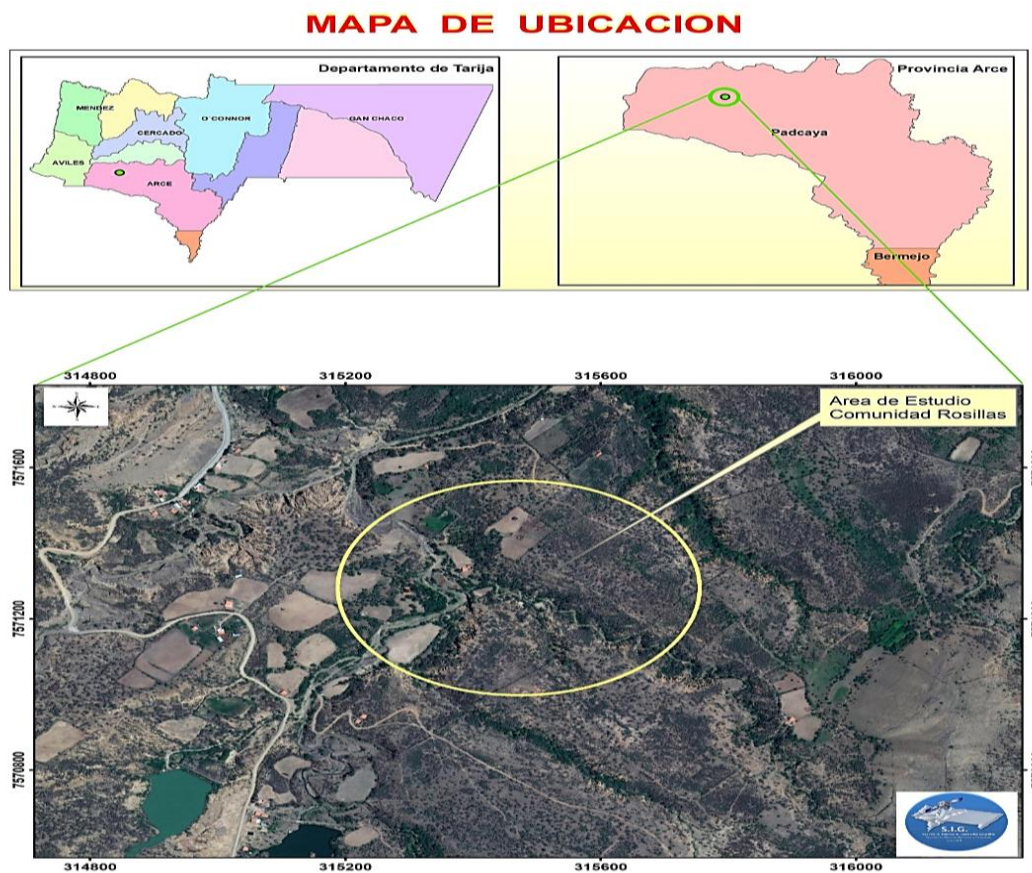 MAPA DE UBICACION
Departamento de Tarija
MENDEZ
CERCADO
O'CONNOR
GAN CHACO
AVILES
ARCE
Provincia Arce
Padcaya
Bermejo
314800 315200 315600 316000
Area de Estudio
Comunidad Rosillas
7571600
7571200
7570800
S.I.G.
314800 315200 315600 316000